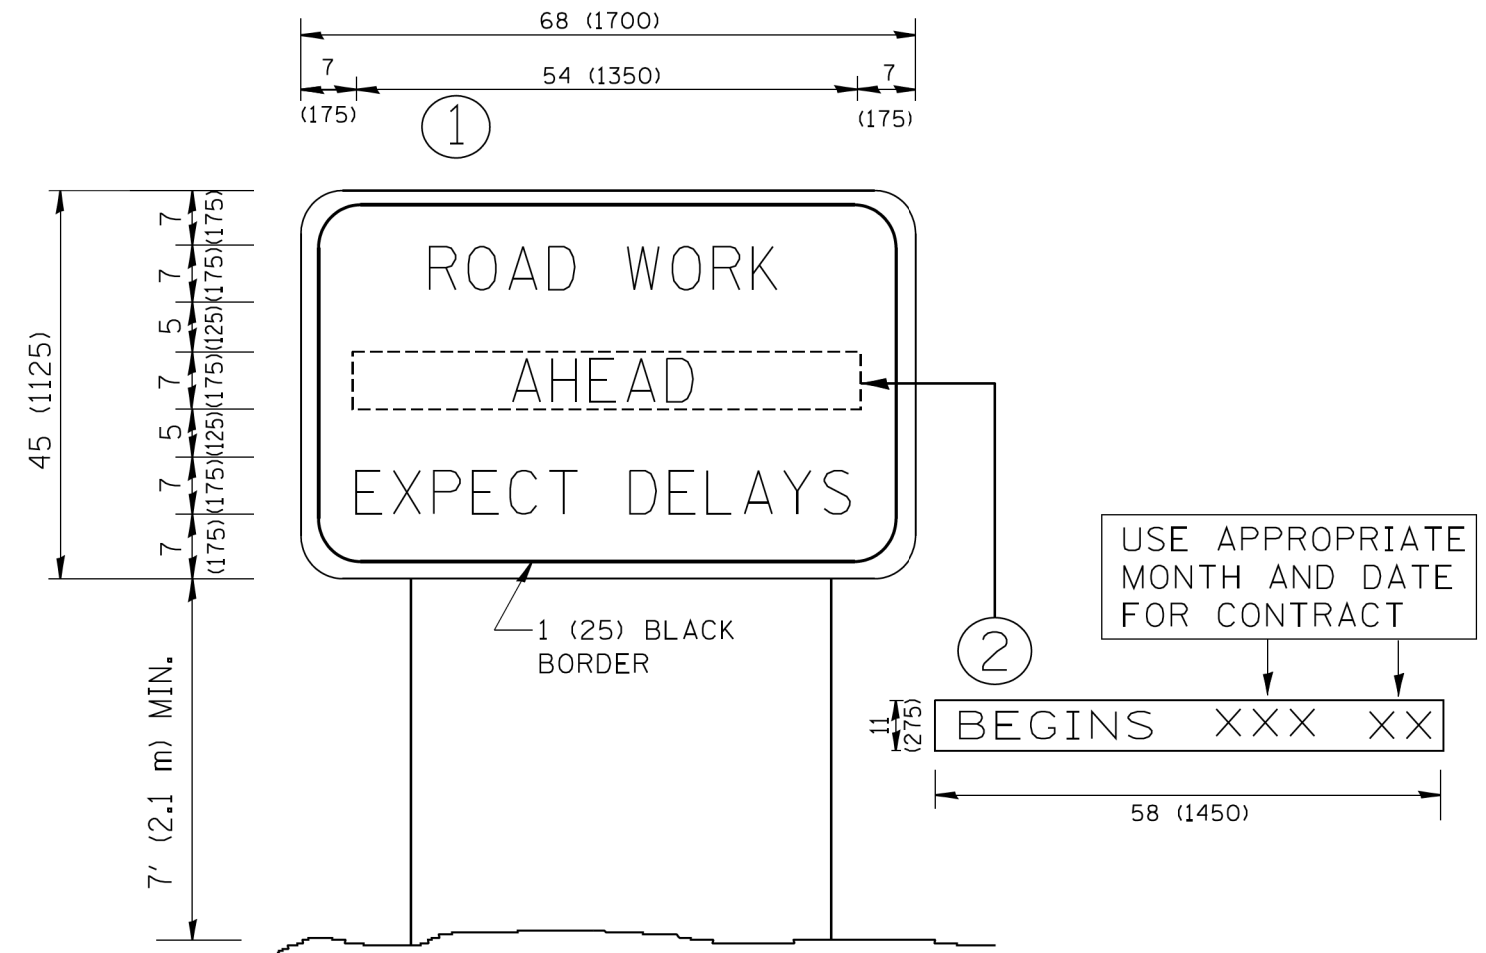 68 (1700)
7
54 (1350)
7
(175)
(175)
1
45 (1125)
7 (175)
7 (175)
5 (125)
7 (175)
5 (125)
7 (175)
7 (175)
ROAD WORK
AHEAD
EXPECT DELAYS
1 (25) BLACK
BORDER
7' (2.1 m) MIN.
2
USE APPROPRIATE
MONTH AND DATE
FOR CONTRACT
11
(275)
BEGINS XXX XX
58 (1450)